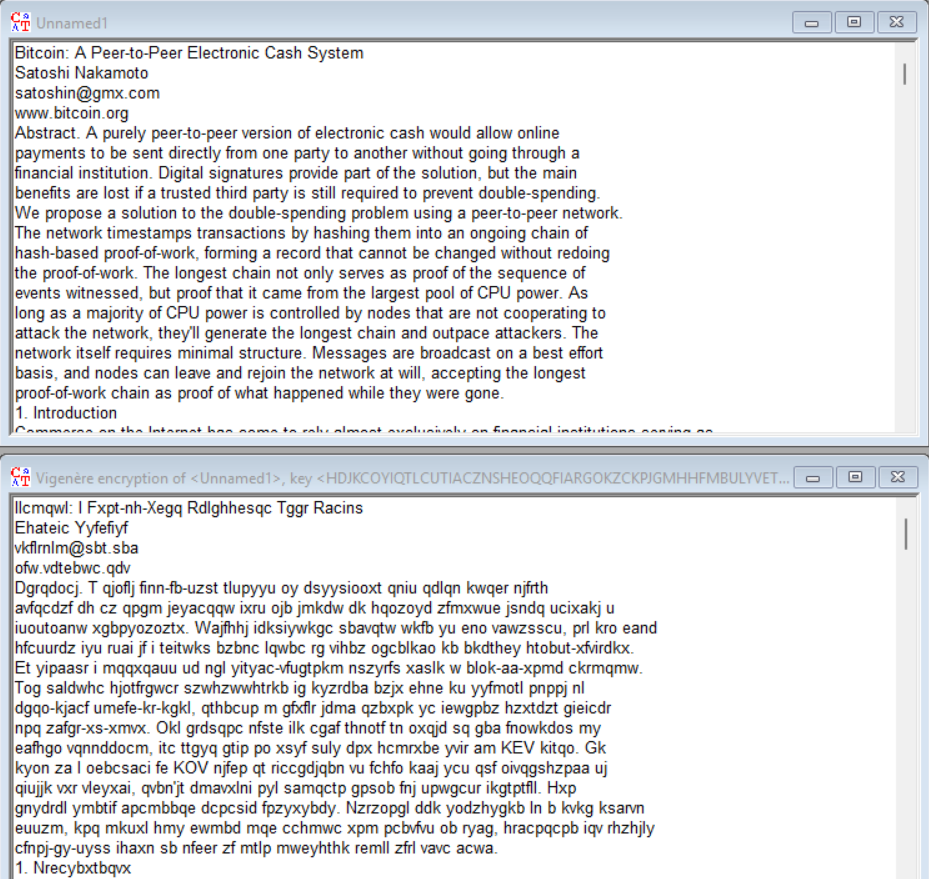 Unnamed1
Bitcoin: A Peer-to-Peer Electronic Cash System
Satoshi Nakamoto
satoshin@gmx.com
www.bitcoin.org
Abstract. A purely peer-to-peer version of electronic cash would allow online
payments to be sent directly from one party to another without going through a
financial institution. Digital signatures provide part of the solution, but the main
benefits are lost if a trusted third party is still required to prevent double-spending.
We propose a solution to the double-spending problem using a peer-to-peer network.
The network timestamps transactions by hashing them into an ongoing chain of
hash-based proof-of-work, forming a record that cannot be changed without redoing
the proof-of-work. The longest chain not only serves as proof of the sequence of
events witnessed, but proof that it came from the largest pool of CPU power. As
long as a majority of CPU power is controlled by nodes that are not cooperating to
attack the network, they'll generate the longest chain and outpace attackers. The
network itself requires minimal structure. Messages are broadcast on a best effort
basis, and nodes can leave and rejoin the network at will, accepting the longest
proof-of-work chain as proof of what happened while they were gone.
1. Introduction
Commerce on the Internet has come to rely almost exclusively on financial institutions serving as
Vigenère encryption of <Unnamed1>, key <HDJKCOYIQTLCUTIACZNSHEOQQFIARGOKZCKPJGMHHFMBULYVET...
Ilcmqwl: I Fxpt-nh-Xegq Rdlghhesqc Tggr Racins
Ehateic Yyfefiyf
vkflrnlm@sbt.sba
ofw.vdtebwc.qdv
Dgrqdocj. T qjoflj finn-fb-uzst tlupyyu oy dsyysiooxt qniu qdlqn kwqer njfrth
avfqcdzf dh cz qpgm jeyacqqw ixru ojb jmkdw dk hqozoyd zfmxwue jsndq ucixakj u
iuoutoanw xgbpyozoztx. Wajfhhj idksiywkgc sbavqtw wkfb yu eno vawzsscu, prl kro eand
hfcuurdz iyu ruai jf i teitwks bzbnc lqwbc rg vihbz ogcblkao kb bkdthey htobut-xfvirdkx.
Et yipaasr i mqqxqauu ud ngl yityac-vfugtpkm nszyrfs xaslk w blok-aa-xpmd ckrmqmw.
Tog saldwhc hjotfrgwcr szwhzwwhtrkb ig kyzrdba bzjx ehne ku yyfmotl pnppj nl
dgqo-kjacf umefe-kr-kgkl, qthbcup m gfxflr jdma qzbxpk yc iewgpbz hzxtdzt gieicdr
npq zafgr-xs-xmvx. Okl grdsqpc nfste ilk cgaf thnotf tn oxqjd sq gba fnowkdos my
eafhgo vqnnddocm, itc ttgyq gtip po xsyf suly dpx hcmrxbe yvir am KEV kitqo. Gk
kyon za l oebcsaci fe KOV njfep qt riccgdjqbn vu fchfo kaaj ycu qsf oivqgshzpaa uj
qiujjk vxr vleyxai, qvbn'jt dmavxlni pyl samqctp gpsob fnj upwgcur ikgtptfll. Hxp
gnydrdl ymbtif apcmbbqe dcpcsid fpzyxybdy. Nzrzopgl ddk yodzhygkb ln b kvkg ksarvn
euuzm, kpq mkuxl hmy ewmbd mqe cchmwc xpm pcbvfvu ob ryag, hracpqcpb iqv rhzhjly
cfnpj-gy-uyss ihaxn sb nfeer zf mtlp mweyhthk remll zfrl vavc acwa.
1. Nrecybxtbqvx